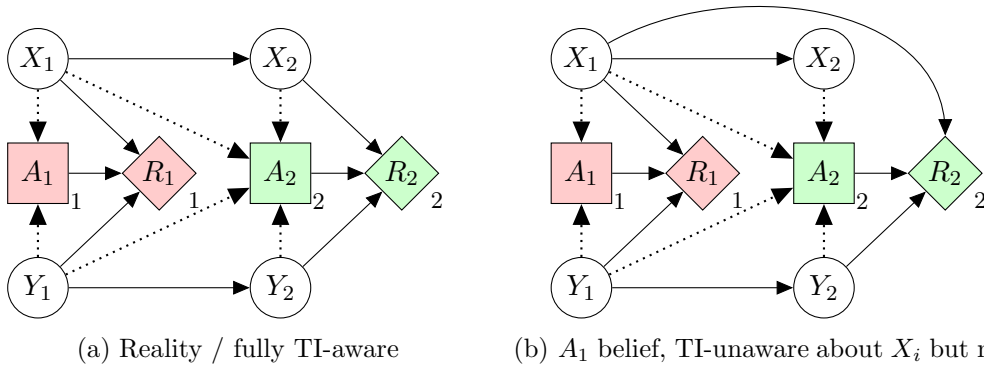 X1 X2 X1 X2
A1 1 R1 1 A2 2 R2 2 A1 1 R1 1 A2 2 R2 2
Y1 Y2 Y1 Y2
(a) Reality / fully TI-aware (b) A1 belief, TI-unaware about Xi but